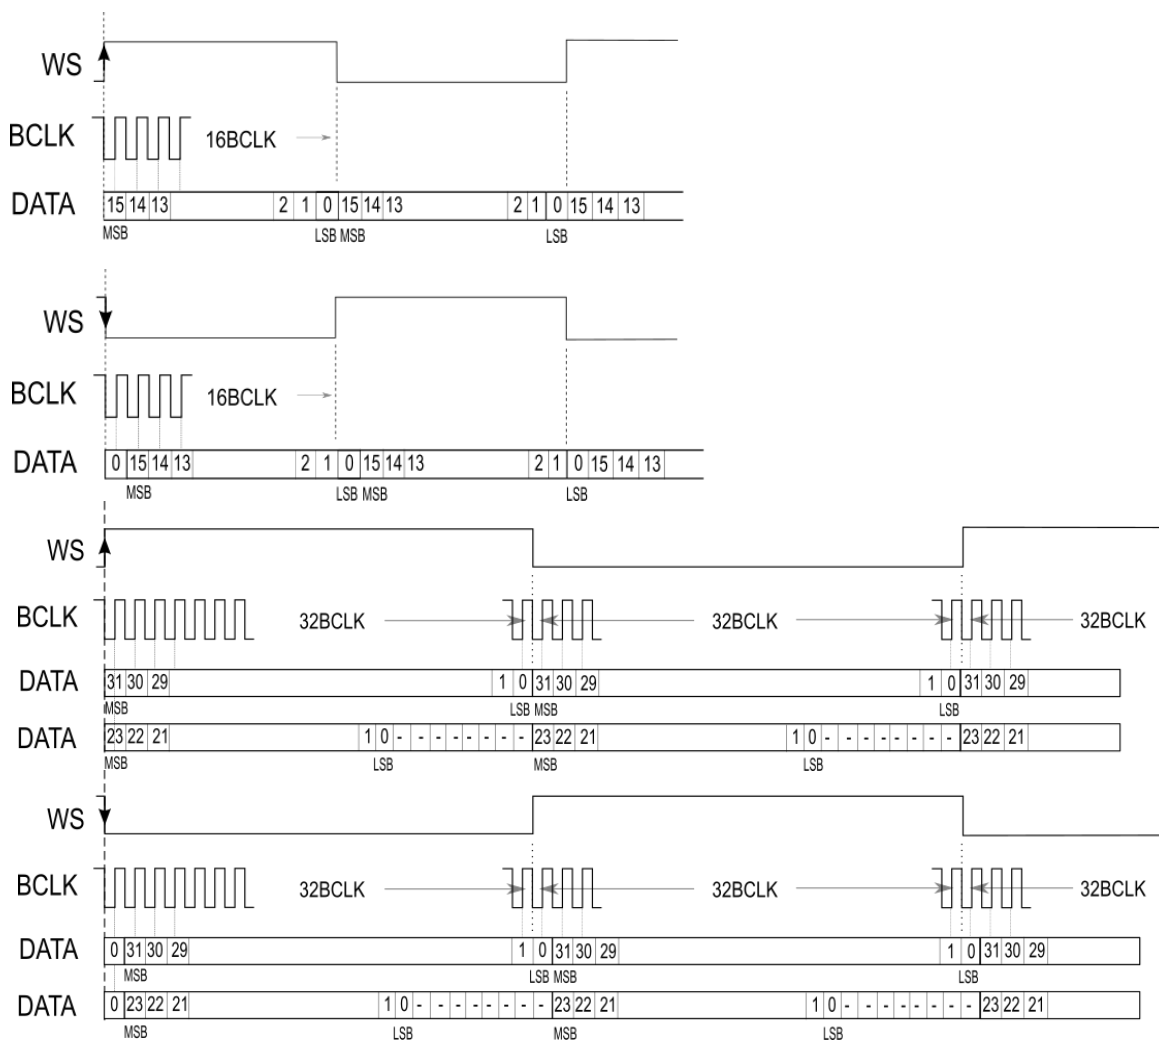 WS
BCLK 16BCLK
DATA 15 14 13 2 1 0 15 14 13 2 1 0 15 14 13
MSB LSB MSB LSB
WS
BCLK 16BCLK
DATA 0 15 14 13 2 1 0 15 14 13 2 1 0 15 14 13
MSB LSB MSB LSB
WS
BCLK 32BCLK 32BCLK 32BCLK
DATA 31 30 29 1 0 31 30 29 1 0 31 30 29
MSB LSB MSB LSB
DATA 23 22 21 1 0 - - - - - - - - 23 22 21 1 0 - - - - - - - - 23 22 21
MSB LSB MSB LSB
WS
BCLK 32BCLK 32BCLK 32BCLK
DATA 0 31 30 29 1 0 31 30 29 1 0 31 30 29
MSB LSB MSB LSB
DATA 0 23 22 21 1 0 - - - - - - - - 23 22 21 1 0 - - - - - - - - 23 22 21
MSB LSB MSB LSB